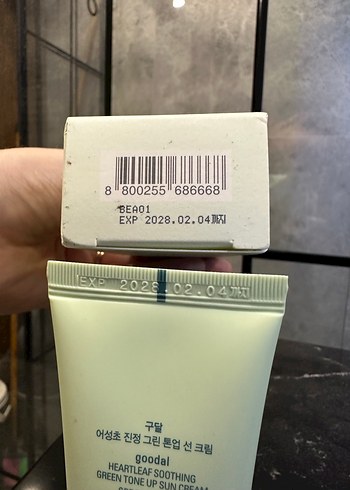 8 800255 686668
BEA01
EXP 2028.02.04까지
EXP 2028.02.04까지
구달
어성초 진정 그린 톤업 선 크림
goodal
HEARTLEAF SOOTHING
GREEN TONE UP SUN CREAM